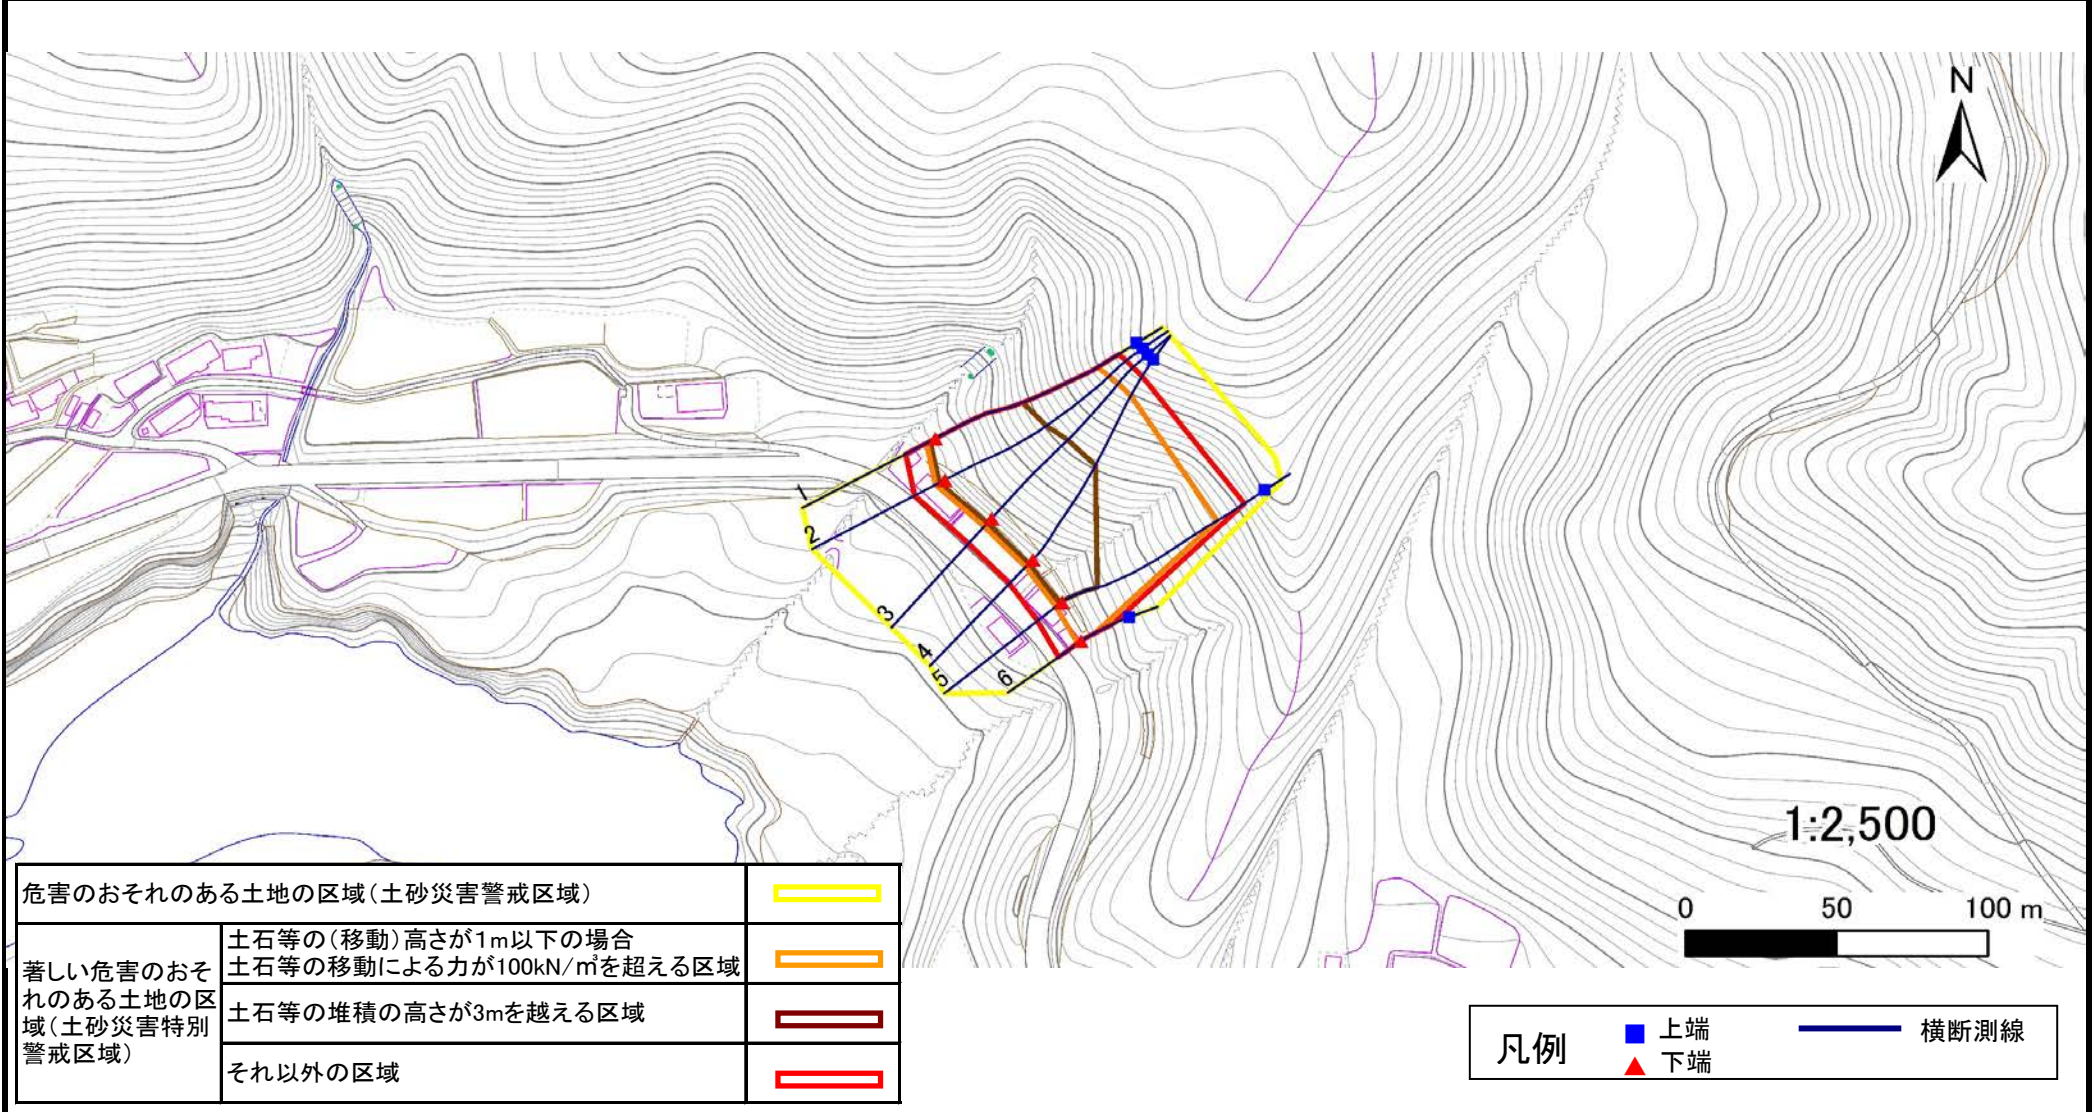 N
1
2
3
4
5
6
1:2,500
0 50 100 m
危害のおそれのある土地の区域(土砂災害警戒区域)
著しい危害のおそ
れのある土地の区
域(土砂災害特別
警戒区域)
土石等の(移動)高さが1m以下の場合
土石等の移動による力が100kN/㎥を超える区域
土石等の堆積の高さが3mを越える区域
それ以外の区域
凡例
上端
下端
横断測線